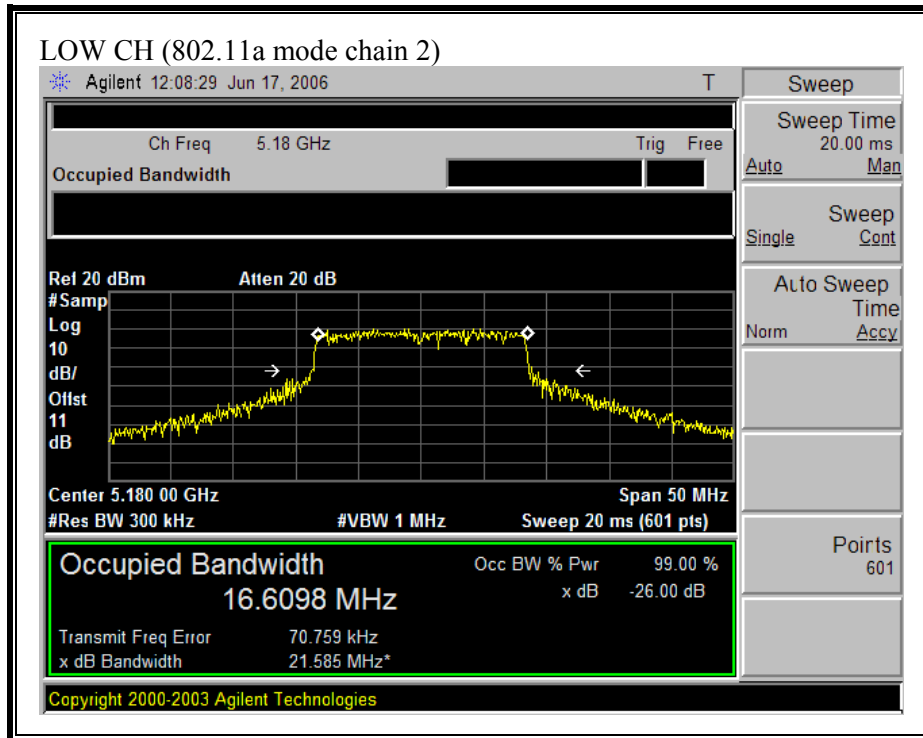 LOW CH (802.11a mode chain 2)
Agilent 12:08:29 Jun 17, 2006 T
Ch Freq 5.18 GHz Trig Free
Occupied Bandwidth
Ref 20 dBm Atten 20 dB
#Samp
Log
10
dB/
Offst
11
dB
Center 5.180 00 GHz Span 50 MHz
#Res BW 300 kHz #VBW 1 MHz Sweep 20 ms (601 pts)
Occupied Bandwidth Occ BW % Pwr 99.00 %
16.6098 MHz x dB -26.00 dB
Transmit Freq Error 70.759 kHz
x dB Bandwidth 21.585 MHz*
Copyright 2000-2003 Agilent Technologies
Sweep
Sweep Time
20.00 ms
Auto Man
Sweep
Single Cont
Auto Sweep
Time
Norm Accy
Points
601